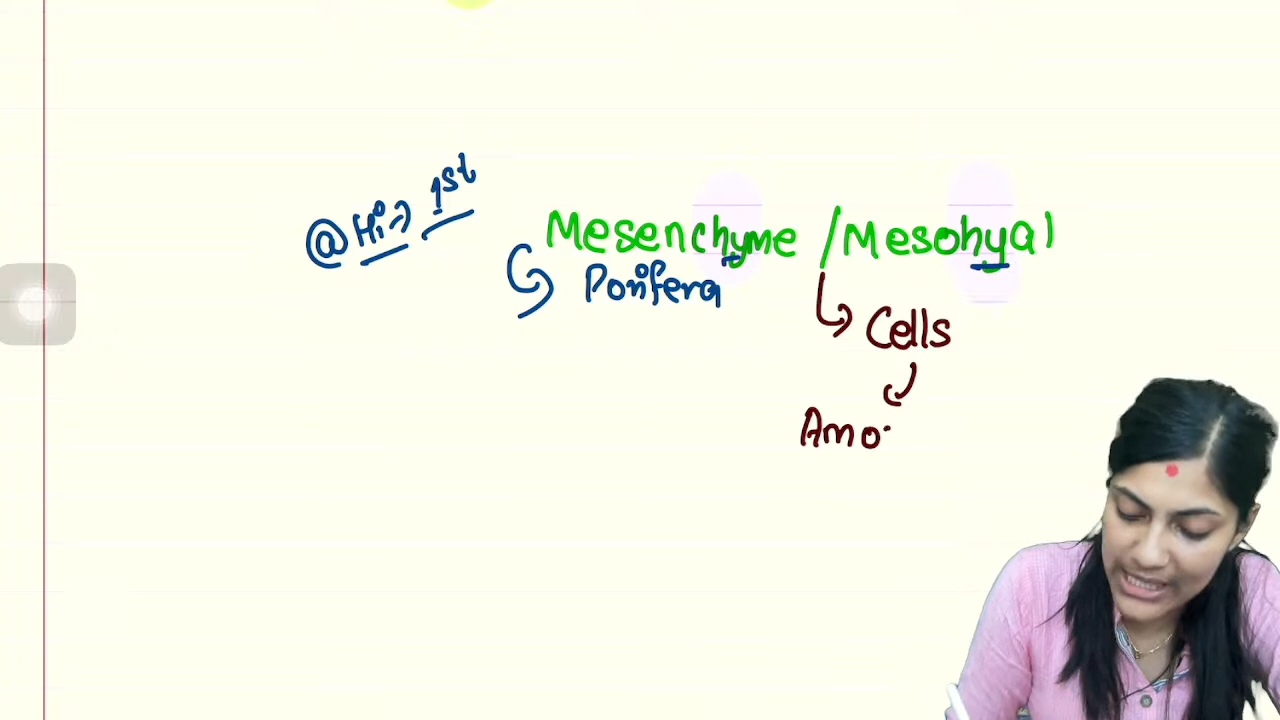 @ Hi 1st
Mesenchyme / Mesohyal
Porifera
Cells
Amo